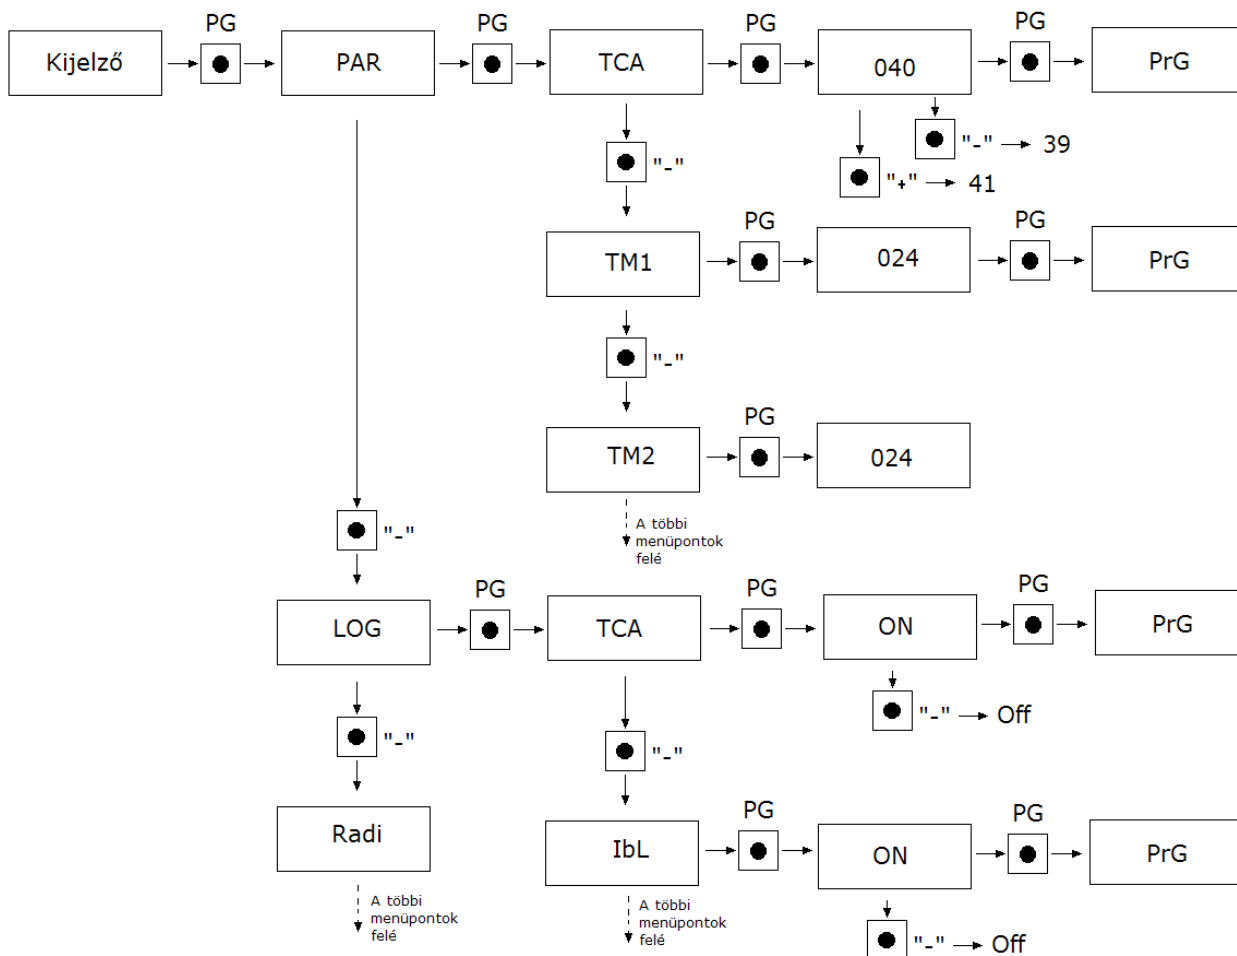 PG PG PG PG
Kijelző PAR TCA 040 PrG
"-" "-" → 39
"+" → 41
PG PG
TM1 024 PrG
"-"
PG
TM2 024
"-"
A többi
menüpontok
felé
PG PG PG
LOG TCA ON PrG
"-" → Off
"-" "-"
PG PG
Radi IbL ON PrG
A többi
menüpontok
felé
A többi
menüpontok
felé
"-" → Off